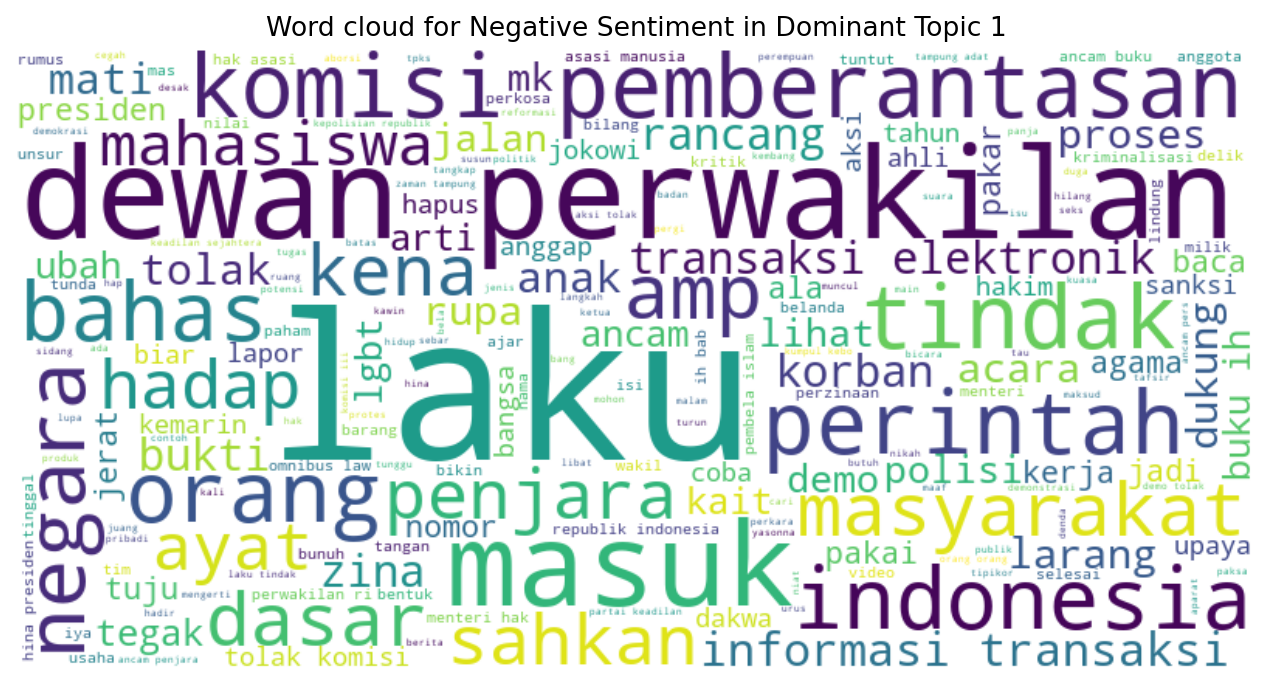 Word cloud for Negative Sentiment in Dominant Topic 1
rumus cegah hak asasi aborsi tpks asasi manusia perempuan tuntut tampung adat ancam buku anggota
mati mas desak komisi mk pemberantasan
presiden nilai perkosa reformasi
demokrasi kepolisian republik bilang aksi tahun panja proses
unsur mahasiswa jalan jokowi rancang kritik kembang ahli pakar kriminalisasi delik
susun politik tangkap zaman tampung badan suara duga hilang
dewan perwakilan
hapus aksi tolak isu seks lindung
keadilan sejahtera tugas batas arti anggap pergi milik
ubah tolak ruang kena anak transaksi elektronik baca
tunda hap potensi jenis langkah amp ala muncul hakim main kuasa sanksi
bahas kawin rupa ketua belanda tindak
paham lgbt hidup sebar belai ajar ancam lihat kumpul kebo bicara tau ancam pers dukung
sidang ada biar lapor bang ih bab pembela islam korban acara agama tafsir buku ih
negara hadap laku hina bangsa nama isi mohon malam perzinaan menteri maksud
lupa jerat kemarin komisi iii protes barang turun perintah
contoh hak bukti omnibus law tunggu bikin libat wakil coba butuh nikah
produk kali orang penjara kait cari demo polisi maaf kerja demonstrasi jadi demo tolak
tinggal juang pribadi nomor republik indonesia perkara masyarakat denda
hina presiden ayat bunuh tangan masuk yasonna pakai publik orang orang larang upaya
tim laku tindak zina niat video tipikor selesai paksa
tuju mengerti perwakilan ri bentuk indonesia aparat
hadir dasar menteri hak partai keadilan dakwa urus
iya tegak berita sahkan
usaha ancam penjara tolak komisi informasi transaksi